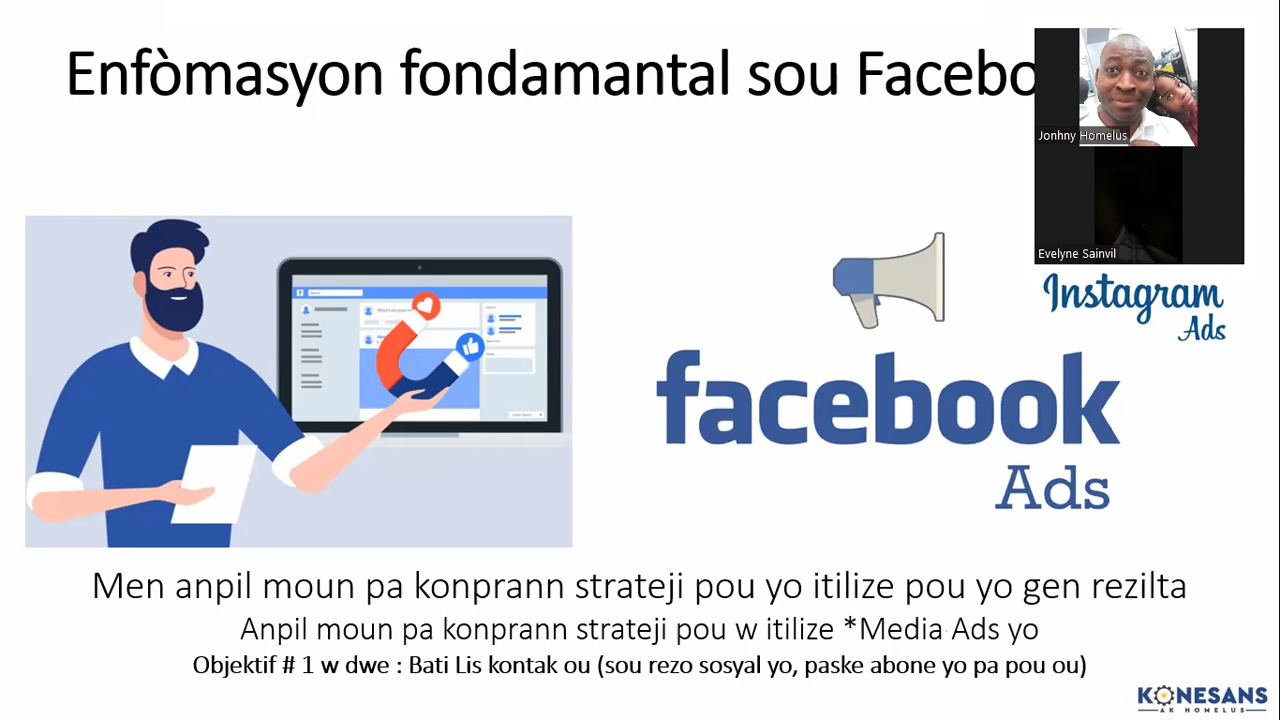 Enfòmasyon fondamantal sou Facebo
Jonhny Homelus
Evelyne Sainvil
Instagram
Ads
facebook
Ads
Men anpil moun pa konprann strateji pou yo itilize pou yo gen rezilta
Anpil moun pa konprann strateji pou w itilize *Media Ads yo
Objektif # 1 w dwe : Bati Lis kontak ou (sou rezo sosyal yo, paske abone yo pa pou ou)
KONESANS
AK HOMELUS